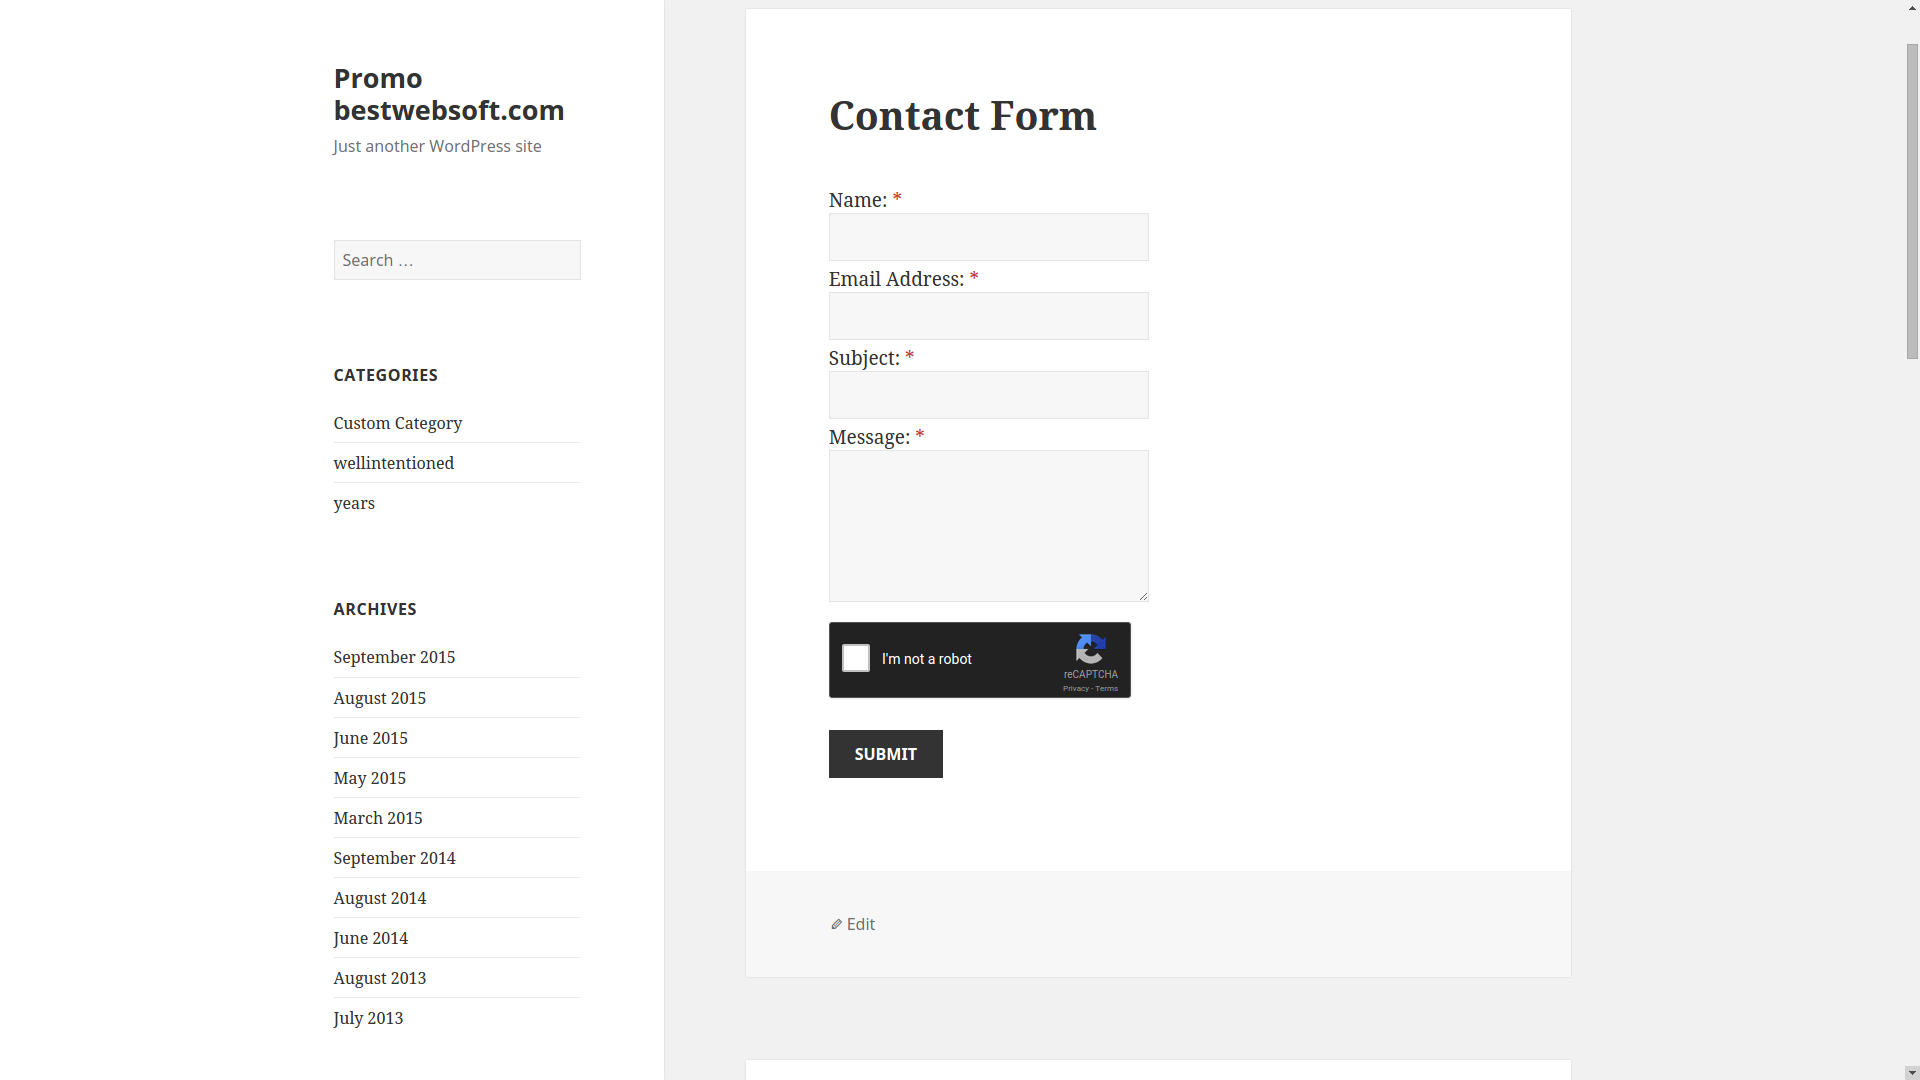 Promo
bestwebsoft.com
Just another WordPress site
Search …
CATEGORIES
Custom Category
wellintentioned
years
ARCHIVES
September 2015
August 2015
June 2015
May 2015
March 2015
September 2014
August 2014
June 2014
August 2013
July 2013
Contact Form
Name: *
Email Address: *
Subject: *
Message: *
I'm not a robot
reCAPTCHA
Privacy - Terms
SUBMIT
Edit